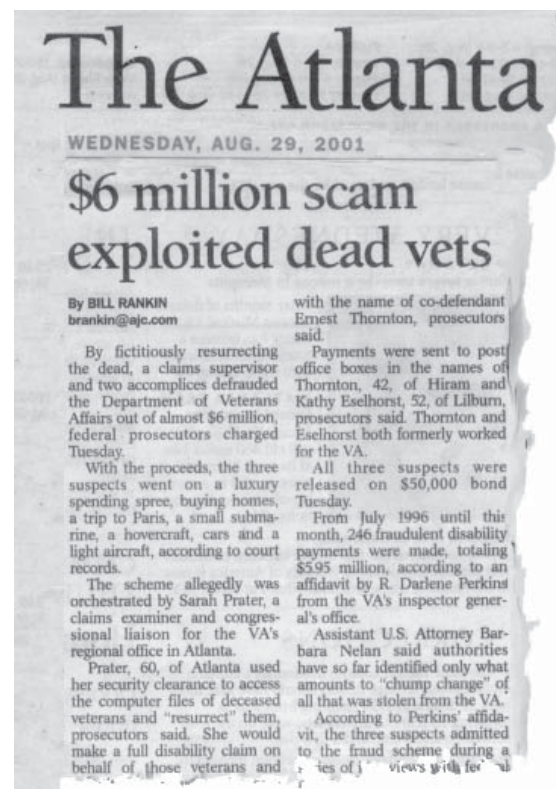 The Atlanta
WEDNESDAY, AUG. 29, 2001
$6 million scam
exploited dead vets
By BILL RANKIN
brankin@ajc.com
By fictitiously resurrecting
the dead, a claims supervisor
and two accomplices defrauded
the Department of Veterans
Affairs out of almost $6 million,
federal prosecutors charged
Tuesday.
With the proceeds, the three
suspects went on a luxury
spending spree, buying homes,
a trip to Paris, a small subma-
rine, a hovercraft, cars and a
light aircraft, according to court
records.
The scheme allegedly was
orchestrated by Sarah Prater, a
claims examiner and congres-
sional liaison for the VA's
regional office in Atlanta.
Prater, 60, of Atlanta used
her security clearance to access
the computer files of deceased
veterans and "resurrect" them,
prosecutors said. She would
make a full disability claim on
behalf of those veterans and
with the name of co-defendant
Ernest Thornton, prosecutors
said.
Payments were sent to post
office boxes in the names of
Thornton, 42, of Hiram and
Kathy Eselhorst, 52, of Lilburn,
prosecutors said. Thornton and
Eselhorst both formerly worked
for the VA.
All three suspects were
released on $50,000 bond
Tuesday.
From July 1996 until this
month, 246 fraudulent disability
payments were made, totaling
$5.95 million, according to an
affidavit by R. Darlene Perkins
from the VA's inspector gener-
al's office.
Assistant U.S. Attorney Bar-
bara Nelan said authorities
have so far identified only what
amounts to "chump change" of
all that was stolen from the VA.
According to Perkins' affida-
vit, the three suspects admitted
to the fraud scheme during a
of with